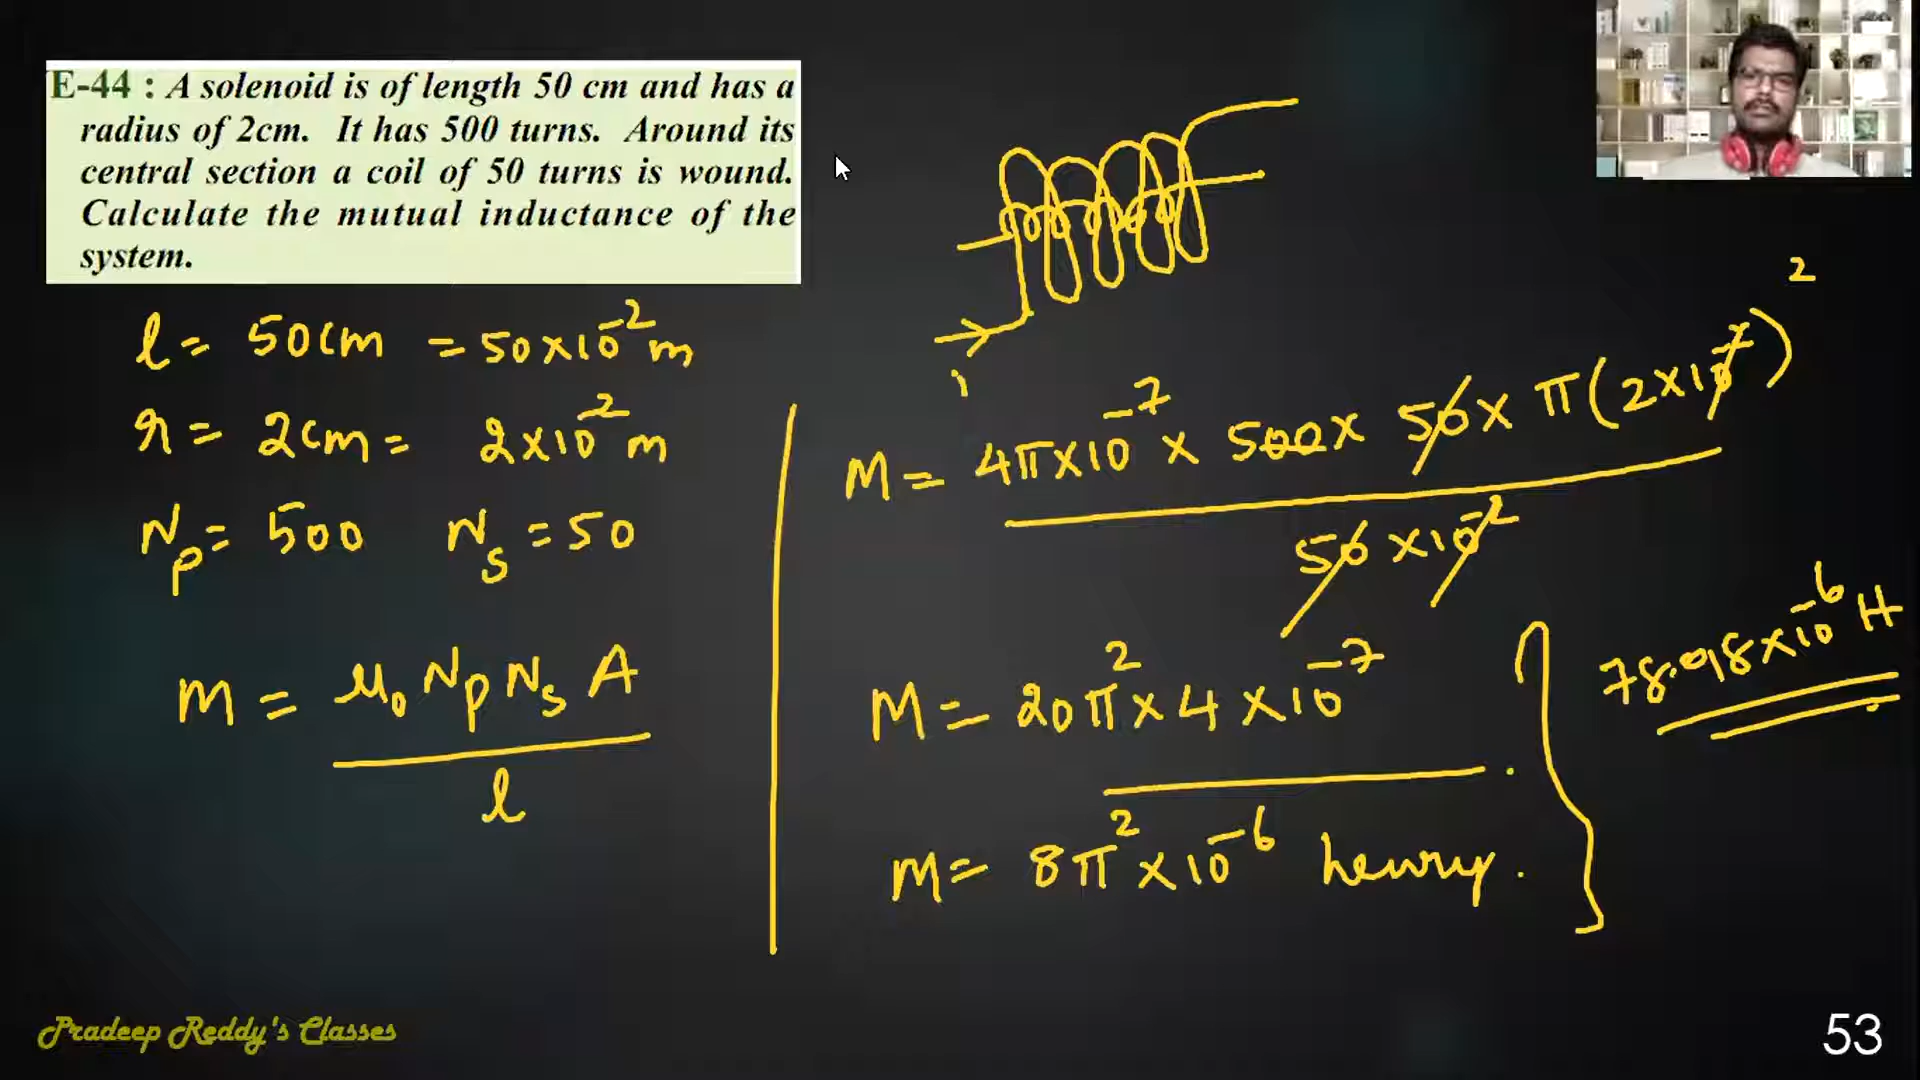 E-44 : A solenoid is of length 50 cm and has a
radius of 2cm. It has 500 turns. Around its
central section a coil of 50 turns is wound.
Calculate the mutual inductance of the
system.
l = 50cm = 50×10⁻² m
r = 2cm = 2×10⁻² m
Nₚ = 500 Nₛ = 50
M = μ₀ Nₚ Nₛ A
l
i
M = 4π×10⁻⁷ × 500 × 50 × π(2×10⁻²)²
50×10⁻²
M = 20π² × 4 × 10⁻⁷
M = 8π² × 10⁻⁶ henry.
78.98×10⁻⁶ H
Pradeep Reddy's Classes
53